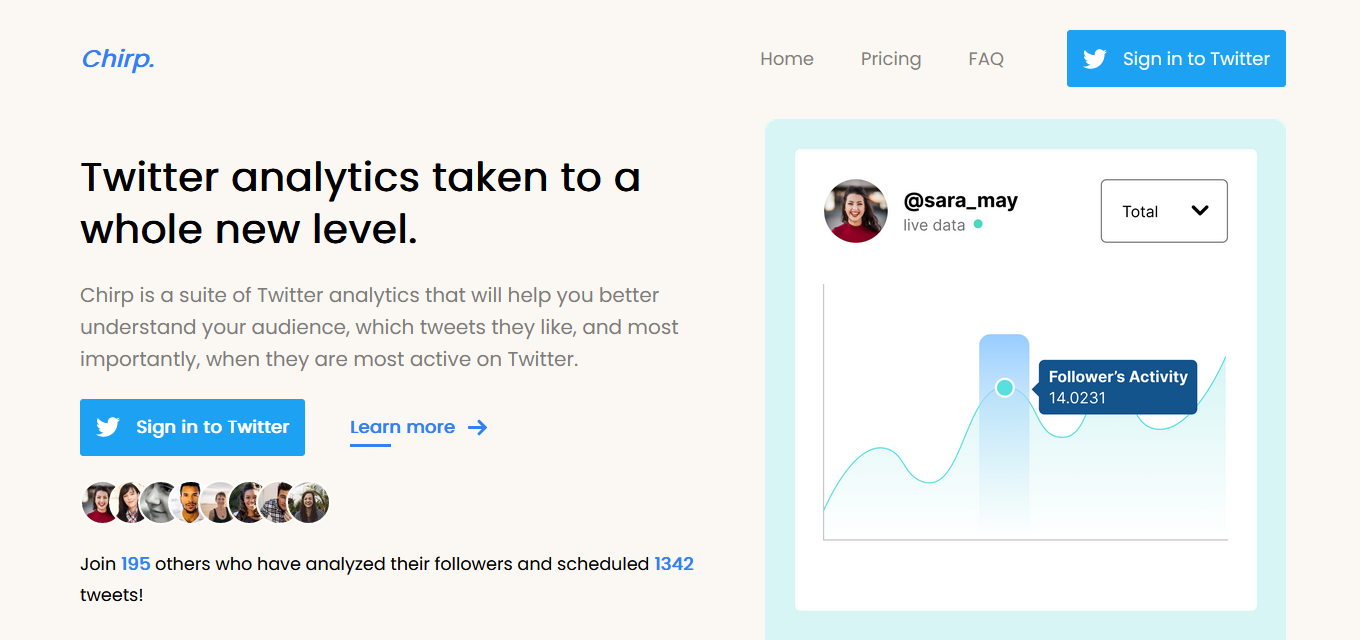 Chirp.
Home
Pricing
FAQ
Sign in to Twitter
Twitter analytics taken to a
whole new level.
Chirp is a suite of Twitter analytics that will help you better
understand your audience, which tweets they like, and most
importantly, when they are most active on Twitter.
Sign in to Twitter
Learn more
Join 195 others who have analyzed their followers and scheduled 1342
tweets!
@sara_may
live data
Total
Follower’s Activity
14.0231